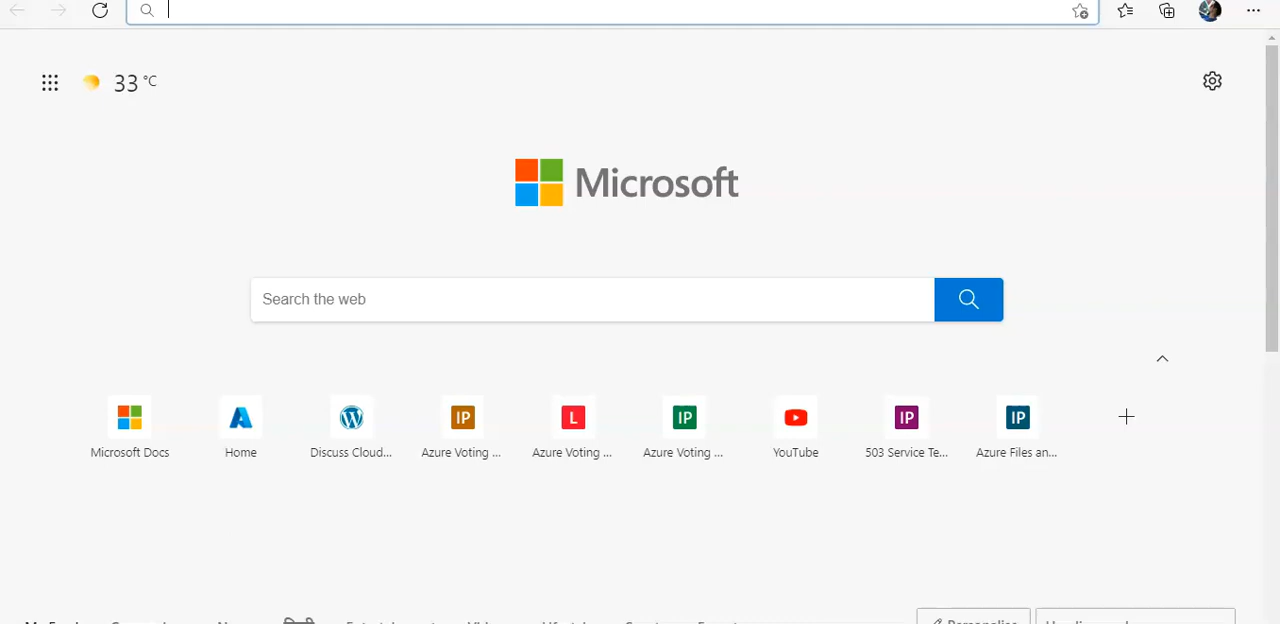 33 °C
Microsoft
Search the web
IP
L
IP
IP
IP
Microsoft Docs
Home
Discuss Cloud...
Azure Voting ...
Azure Voting ...
Azure Voting ...
YouTube
503 Service Te...
Azure Files an...
Personalise